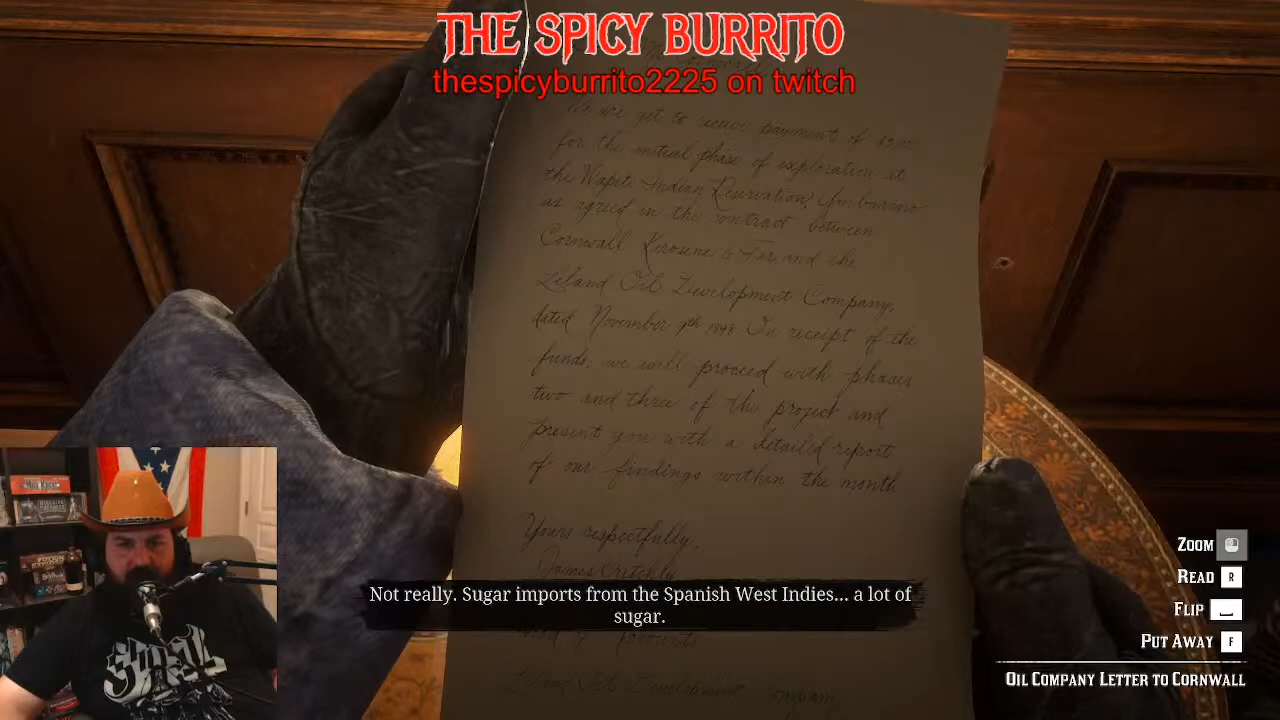 THE SPICY BURRITO
thespicyburrito2225 on twitch
We are yet to receive payment of
for the initial phase of exploration at
the Wapiti Indian Reservation, Ambarino
as agreed in the contract between
Cornwall Kerosene & Tar and the
Leland Oil Development Company,
dated November 9th 1898 On receipt of the
funds, we will proceed with phases
two and three of the project and
present you with a detailed report
of our findings within the month
Yours respectfully,
James Critchly
Not really. Sugar imports from the Spanish West Indies... a lot of
sugar.
Oil Development Company
ZOOM
READ R
FLIP
PUT AWAY F
OIL COMPANY LETTER TO CORNWALL